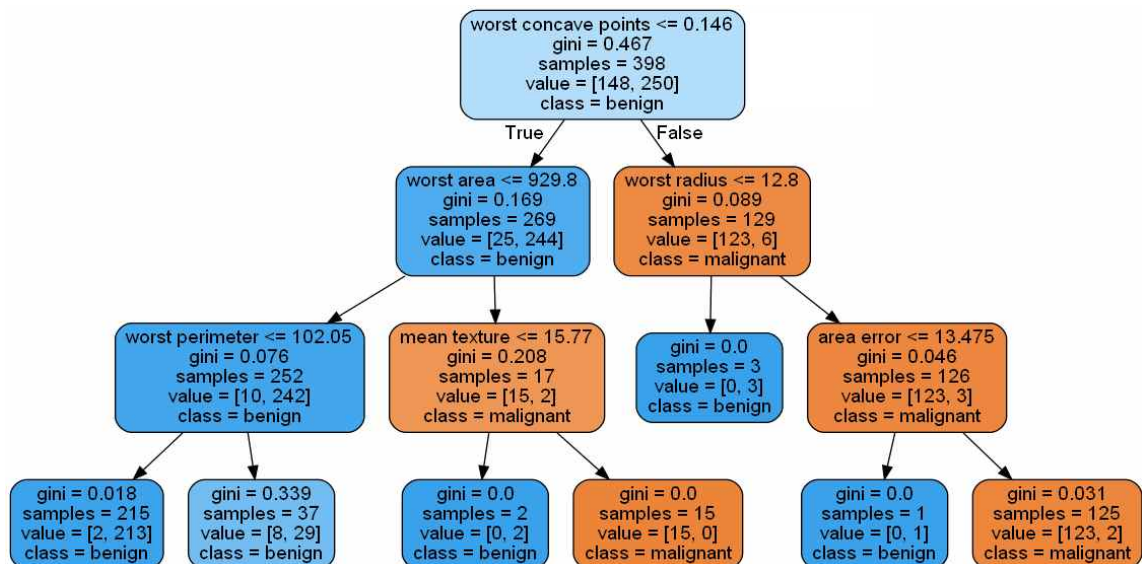 worst concave points <= 0.146
gini = 0.467
samples = 398
value = [148, 250]
class = benign
True
False
worst area <= 929.8
gini = 0.169
samples = 269
value = [25, 244]
class = benign
worst radius <= 12.8
gini = 0.089
samples = 129
value = [123, 6]
class = malignant
worst perimeter <= 102.05
gini = 0.076
samples = 252
value = [10, 242]
class = benign
mean texture <= 15.77
gini = 0.208
samples = 17
value = [15, 2]
class = malignant
gini = 0.0
samples = 3
value = [0, 3]
class = benign
area error <= 13.475
gini = 0.046
samples = 126
value = [123, 3]
class = malignant
gini = 0.018
samples = 215
value = [2, 213]
class = benign
gini = 0.339
samples = 37
value = [8, 29]
class = benign
gini = 0.0
samples = 2
value = [0, 2]
class = benign
gini = 0.0
samples = 15
value = [15, 0]
class = malignant
gini = 0.0
samples = 1
value = [0, 1]
class = benign
gini = 0.031
samples = 125
value = [123, 2]
class = malignant